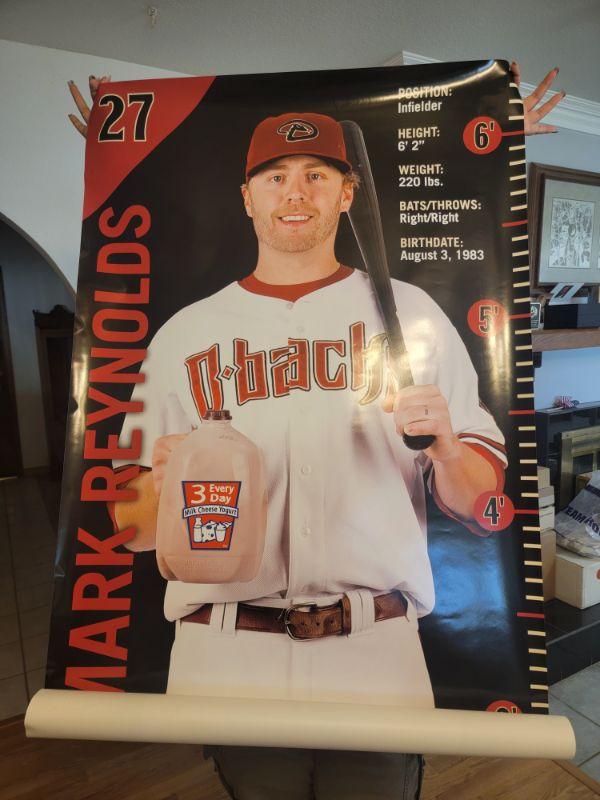 27
MARK REYNOLDS
POSITION:
Infielder
HEIGHT:
6' 2"
WEIGHT:
220 lbs.
BATS/THROWS:
Right/Right
BIRTHDATE:
August 3, 1983
6'
5'
4'
D·backs
3 Every
Day
Milk Cheese Yogurt